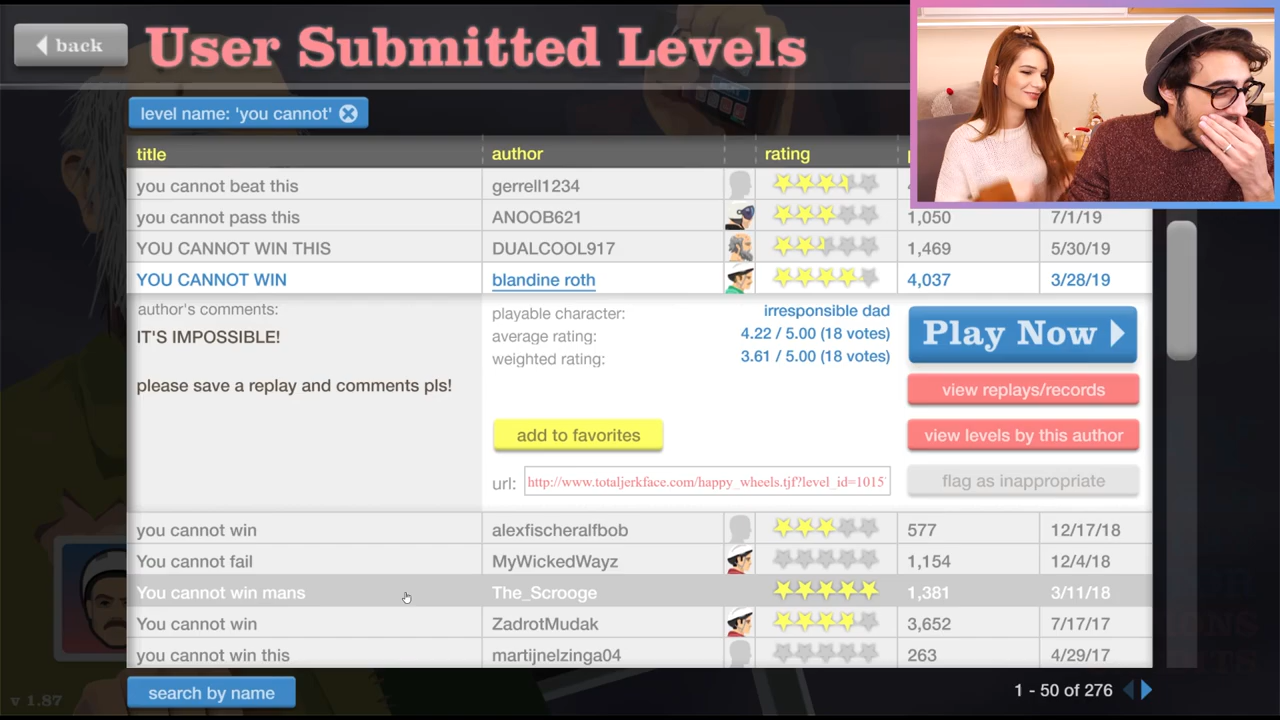 back
User Submitted Levels
level name: 'you cannot'
title author rating
you cannot beat this gerrell1234
you cannot pass this ANOOB621 1,050 7/1/19
YOU CANNOT WIN THIS DUALCOOL917 1,469 5/30/19
YOU CANNOT WIN blandine roth 4,037 3/28/19
author's comments:
IT'S IMPOSSIBLE!
please save a replay and comments pls!
playable character: irresponsible dad
average rating: 4.22 / 5.00 (18 votes)
weighted rating: 3.61 / 5.00 (18 votes)
add to favorites
url: http://www.totaljerkface.com/happy_wheels.tjf?level_id=1015
Play Now
view replays/records
view levels by this author
flag as inappropriate
you cannot win alexfischeralfbob 577 12/17/18
You cannot fail MyWickedWayz 1,154 12/4/18
You cannot win mans The_Scrooge 1,381 3/11/18
You cannot win ZadrotMudak 3,652 7/17/17
you cannot win this martijnelzinga04 263 4/29/17
v 1.87
search by name
1 - 50 of 276